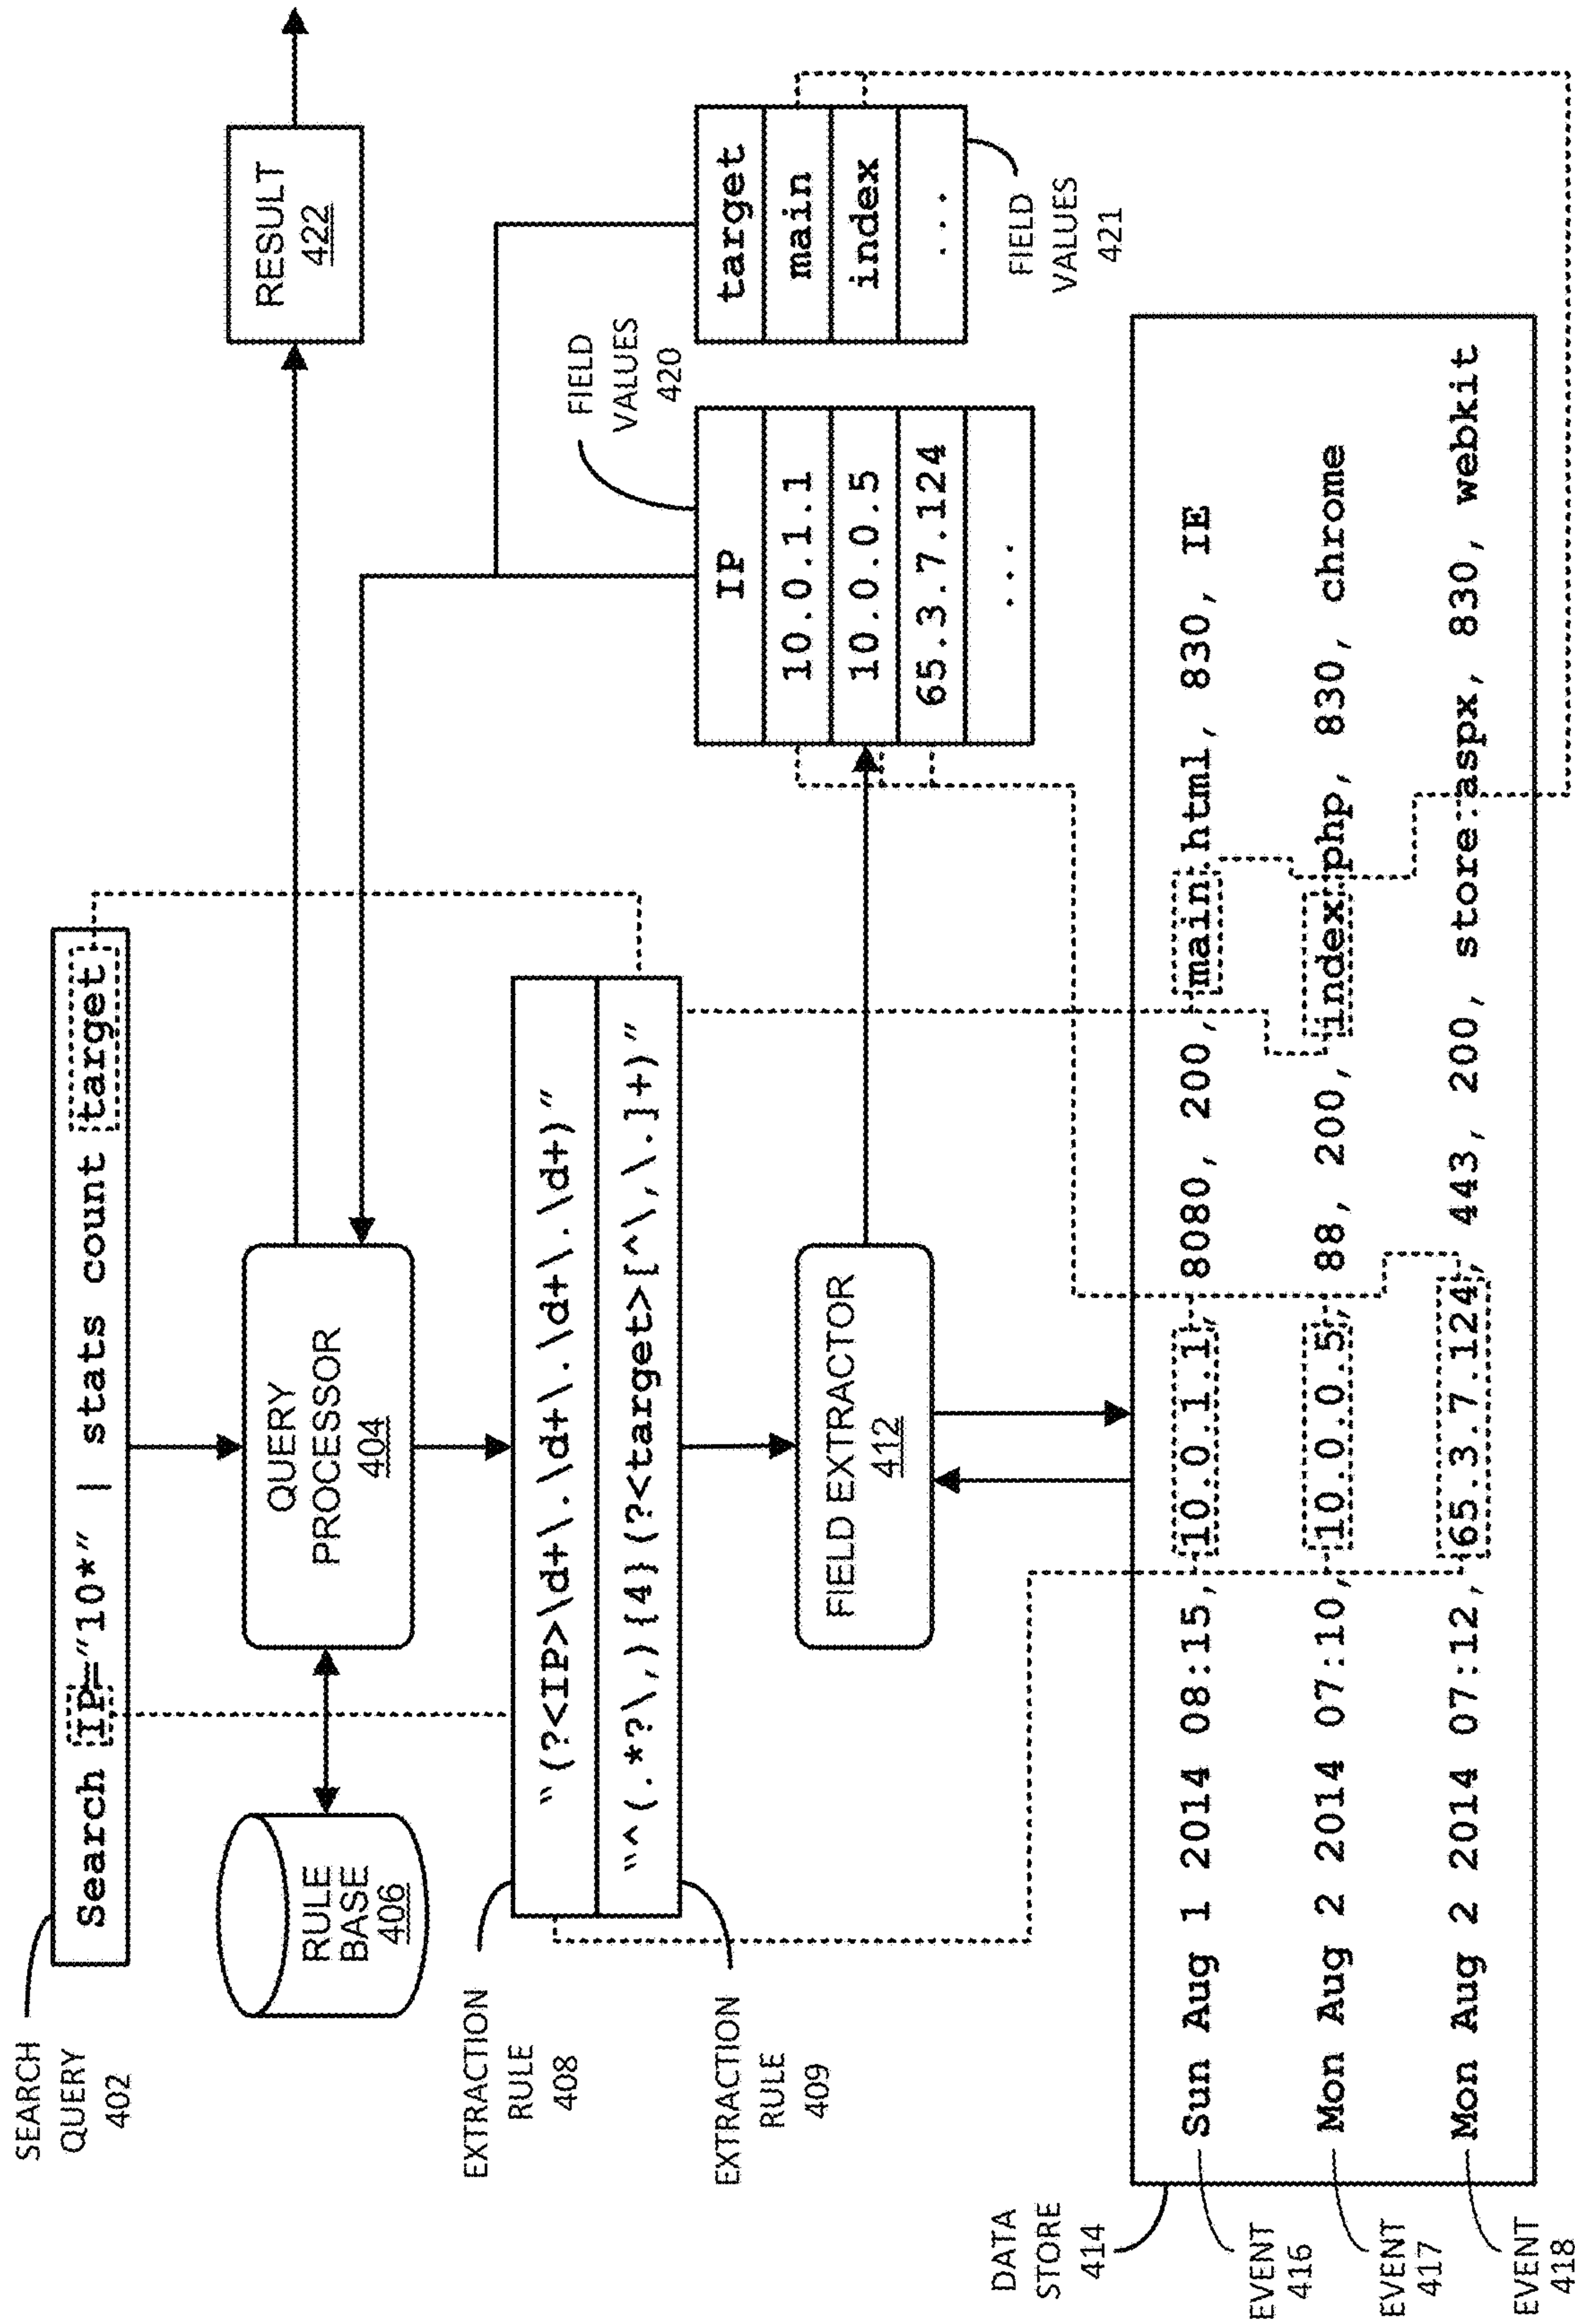 SEARCH
QUERY
402
Search IP="10*" | stats count target
RULE
BASE
406
QUERY
PROCESSOR
404
RESULT
422
EXTRACTION
RULE
408
"(?<IP>\d+\.\d+\.\d+\.\d+)"
"^(.*?\,){4}(?<target>[^\,\.]+)"
EXTRACTION
RULE
409
FIELD EXTRACTOR
412
FIELD
VALUES
420
IP
10.0.1.1
10.0.0.5
65.3.7.124
...
target
main
index
...
FIELD
VALUES
421
DATA
STORE
414
Sun Aug 1 2014 08:15, 10.0.1.1, 8080, 200, main.html, 830, IE
Mon Aug 2 2014 07:10, 10.0.0.5, 88, 200, index.php, 830, chrome
Mon Aug 2 2014 07:12, 65.3.7.124, 443, 200, store.aspx, 830, webkit
EVENT
416
EVENT
417
EVENT
418